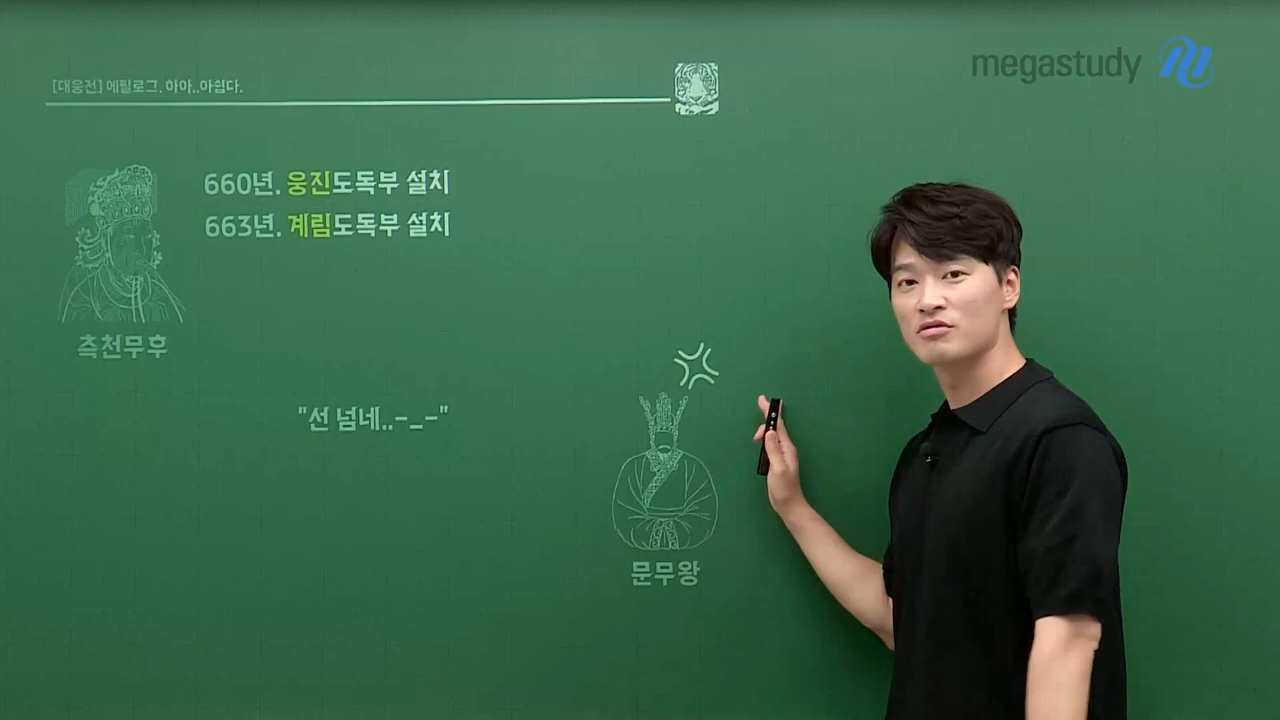 megastudy
[대웅전] 에필로그. 하아..아쉽다.
660년. 웅진도독부 설치
663년. 계림도독부 설치
측천무후
"선 넘네..-_-"
문무왕